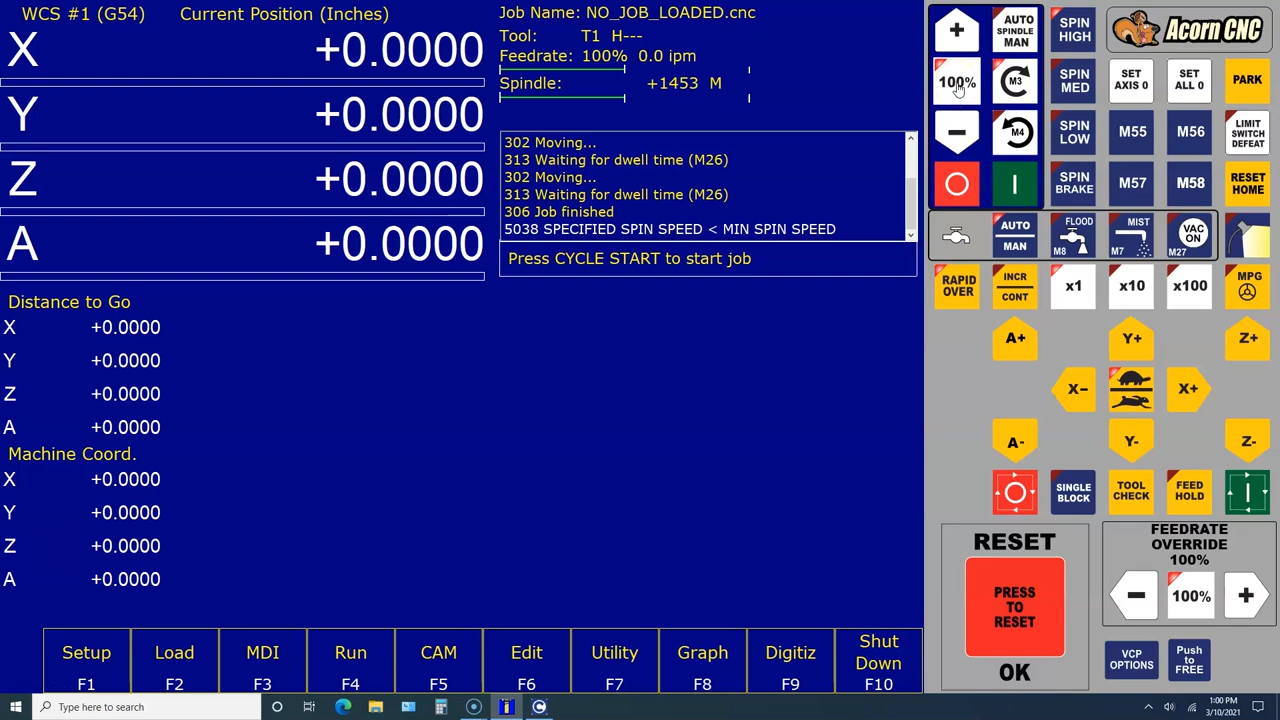 WCS #1 (G54) Current Position (Inches)
X +0.0000
Y +0.0000
Z +0.0000
A +0.0000
Distance to Go
X +0.0000
Y +0.0000
Z +0.0000
A +0.0000
Machine Coord.
X +0.0000
Y +0.0000
Z +0.0000
A +0.0000
Job Name: NO_JOB_LOADED.cnc
Tool: T1 H---
Feedrate: 100% 0.0 ipm
Spindle: +1453 M
302 Moving...
313 Waiting for dwell time (M26)
302 Moving...
313 Waiting for dwell time (M26)
306 Job finished
5038 SPECIFIED SPIN SPEED < MIN SPIN SPEED
Press CYCLE START to start job
Setup Load MDI Run CAM Edit Utility Graph Digitiz Shut
Down
F1 F2 F3 F4 F5 F6 F7 F8 F9 F10
+
AUTO
SPINDLE
MAN
SPIN
HIGH
Acorn CNC
100%
M3
SPIN
MED
SET
AXIS 0
SET
ALL 0
PARK
−
M4
SPIN
LOW
M55
M56
LIMIT
SWITCH
DEFEAT
SPIN
BRAKE
M57
M58
RESET
HOME
AUTO
MAN
FLOOD
M8
MIST
M7
VAC
ON
M27
RAPID
OVER
INCR
CONT
x1
x10
x100
MPG
A+
Y+
Z+
X−
X+
A-
Y-
Z-
SINGLE
BLOCK
TOOL
CHECK
FEED
HOLD
RESET
PRESS
TO
RESET
OK
FEEDRATE
OVERRIDE
100%
− 100% +
VCP
OPTIONS
Push
to
FREE
Type here to search
1:00 PM
3/10/2021